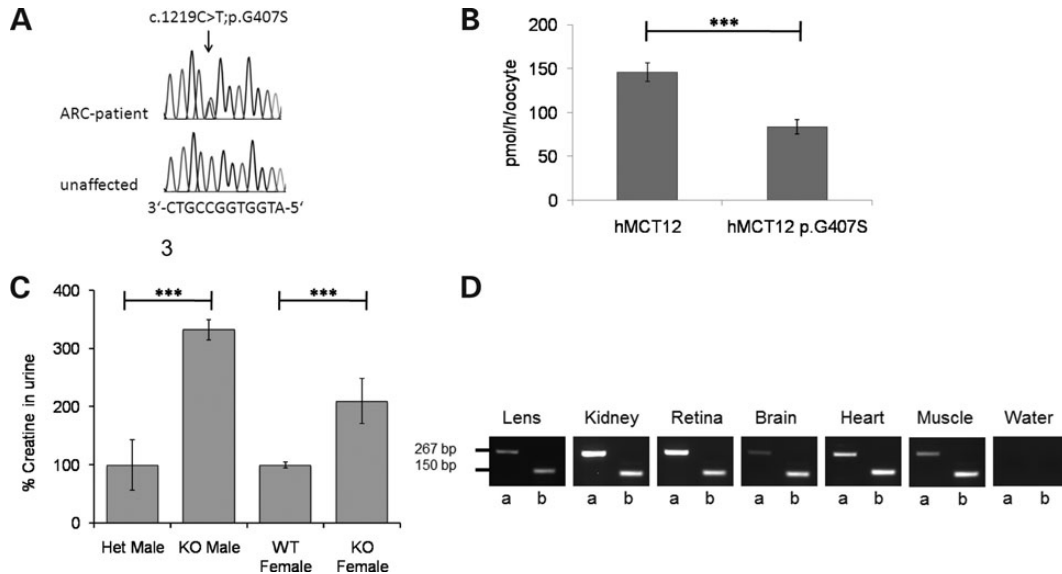 A
c.1219C>T;p.G407S
ARC-patient
unaffected
3'-CTGCCGGTGGTA-5'
3
B
***
pmol/h/oocyte
200
150
100
50
0
hMCT12
hMCT12 p.G407S
C
*** ***
% Creatine in urine
400
300
200
100
0
Het Male KO Male WT Female KO Female
D
Lens Kidney Retina Brain Heart Muscle Water
267 bp
150 bp
a b a b a b a b a b a b a b